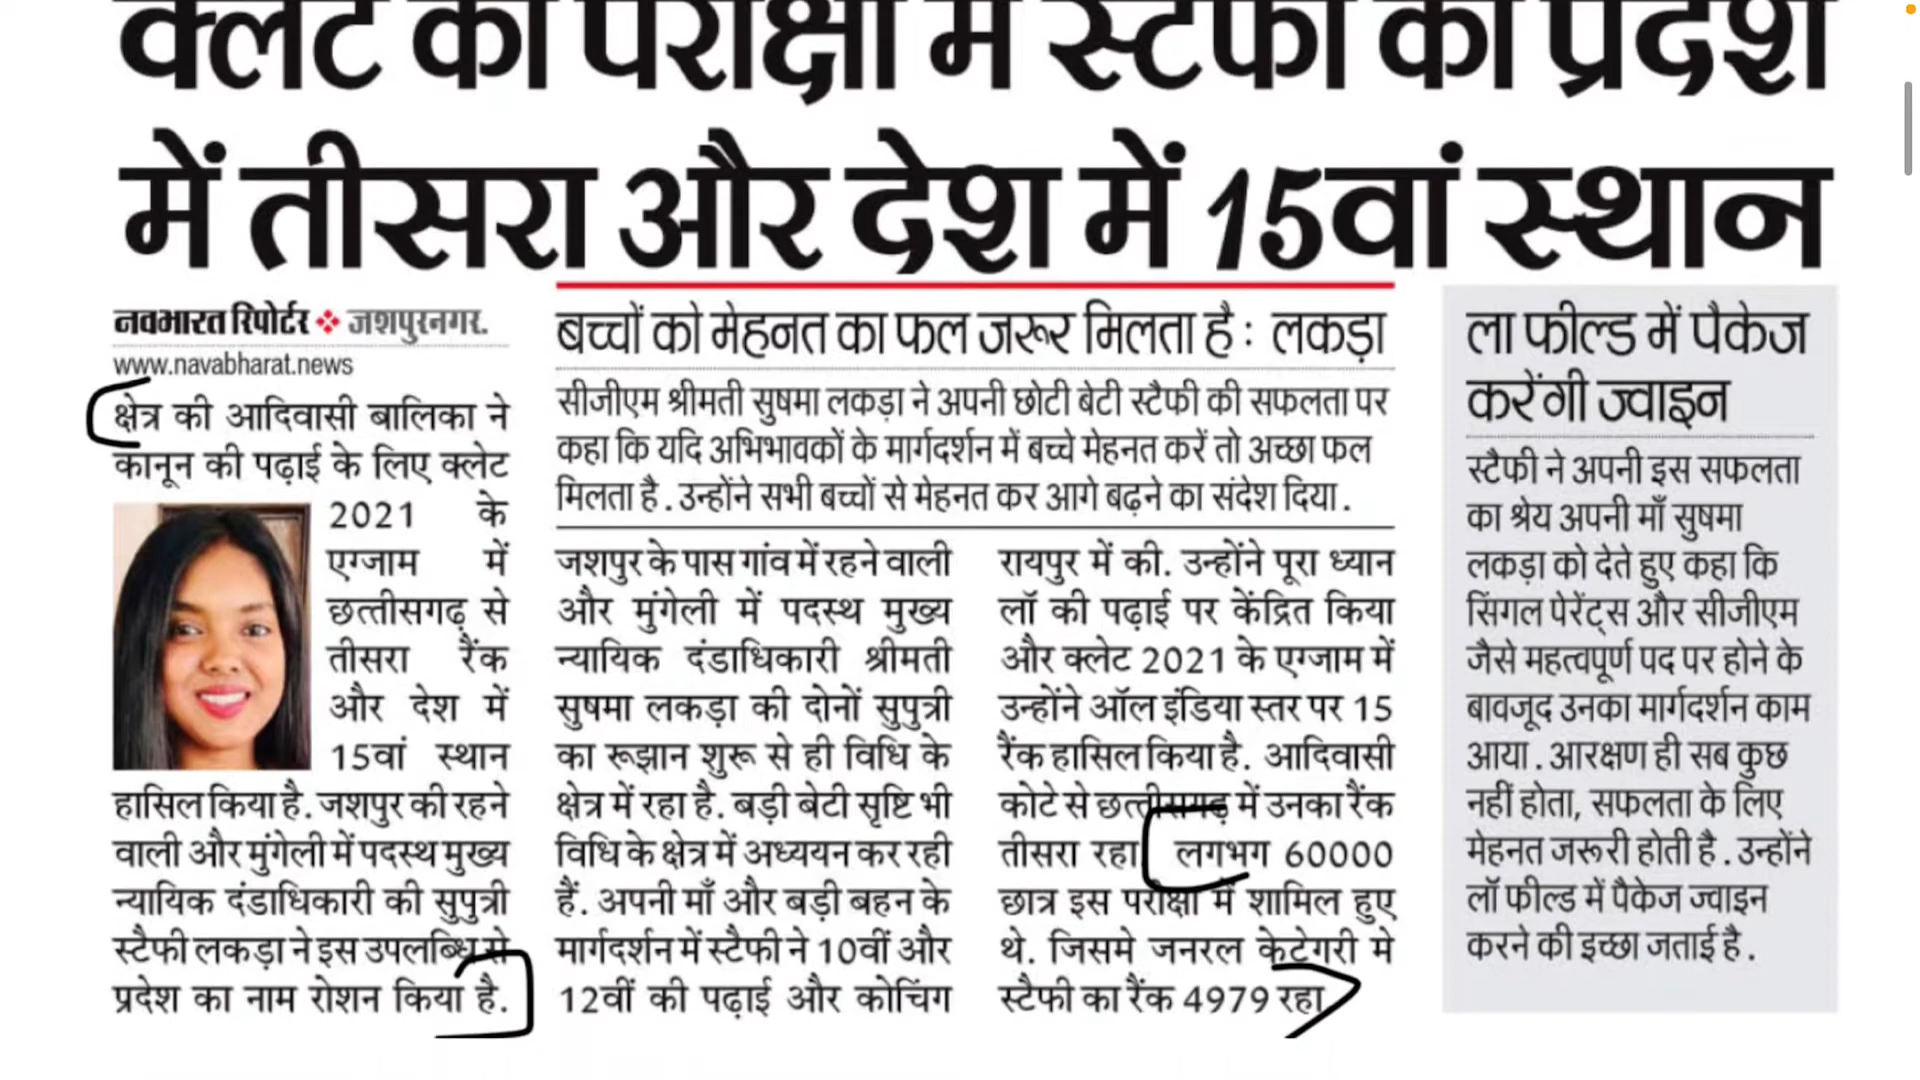 क्लेट की परीक्षा में स्टैफी को प्रदेश
में तीसरा और देश में 15वां स्थान
नवभारत रिपोर्टर ❖ जशपुरनगर.
www.navabharat.news
क्षेत्र की आदिवासी बालिका ने
कानून की पढ़ाई के लिए क्लेट
2021 के
एग्जाम में
छत्तीसगढ़ से
तीसरा रैंक
और देश में
15वां स्थान
हासिल किया है. जशपुर की रहने
वाली और मुंगेली में पदस्थ मुख्य
न्यायिक दंडाधिकारी की सुपुत्री
स्टैफी लकड़ा ने इस उपलब्धि से
प्रदेश का नाम रोशन किया है.
बच्चों को मेहनत का फल जरूर मिलता है : लकड़ा
सीजीएम श्रीमती सुषमा लकड़ा ने अपनी छोटी बेटी स्टैफी की सफलता पर
कहा कि यदि अभिभावकों के मार्गदर्शन में बच्चे मेहनत करें तो अच्छा फल
मिलता है . उन्होंने सभी बच्चों से मेहनत कर आगे बढ़ने का संदेश दिया .
जशपुर के पास गांव में रहने वाली
और मुंगेली में पदस्थ मुख्य
न्यायिक दंडाधिकारी श्रीमती
सुषमा लकड़ा की दोनों सुपुत्री
का रूझान शुरू से ही विधि के
क्षेत्र में रहा है. बड़ी बेटी सृष्टि भी
विधि के क्षेत्र में अध्ययन कर रही
हैं. अपनी माँ और बड़ी बहन के
मार्गदर्शन में स्टैफी ने 10वीं और
12वीं की पढ़ाई और कोचिंग
रायपुर में की. उन्होंने पूरा ध्यान
लॉ की पढ़ाई पर केंद्रित किया
और क्लेट 2021 के एग्जाम में
उन्होंने ऑल इंडिया स्तर पर 15
रैंक हासिल किया है. आदिवासी
कोटे से छत्तीसगढ़ में उनका रैंक
तीसरा रहा लगभग 60000
छात्र इस परीक्षा में शामिल हुए
थे. जिसमे जनरल केटेगरी मे
स्टैफी का रैंक 4979 रहा
ला फील्ड में पैकेज
करेंगी ज्वाइन
स्टैफी ने अपनी इस सफलता
का श्रेय अपनी माँ सुषमा
लकड़ा को देते हुए कहा कि
सिंगल पेरेंट्स और सीजीएम
जैसे महत्वपूर्ण पद पर होने के
बावजूद उनका मार्गदर्शन काम
आया . आरक्षण ही सब कुछ
नहीं होता, सफलता के लिए
मेहनत जरूरी होती है . उन्होंने
लॉ फील्ड में पैकेज ज्वाइन
करने की इच्छा जताई है .